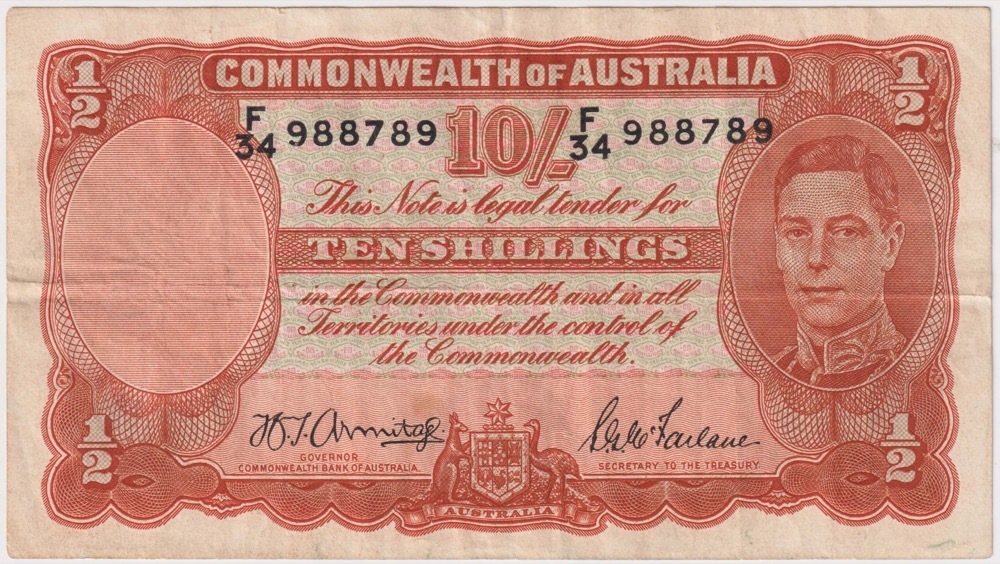 1/2
COMMONWEALTH OF AUSTRALIA
1/2
F/34 988789 10/- F/34 988789
This Note is legal tender for
TEN SHILLINGS
in the Commonwealth and in all
Territories under the control of
the Commonwealth.
H.T. Armitage
GOVERNOR
COMMONWEALTH BANK OF AUSTRALIA.
S.G. McFarlane
SECRETARY TO THE TREASURY
1/2
1/2
AUSTRALIA